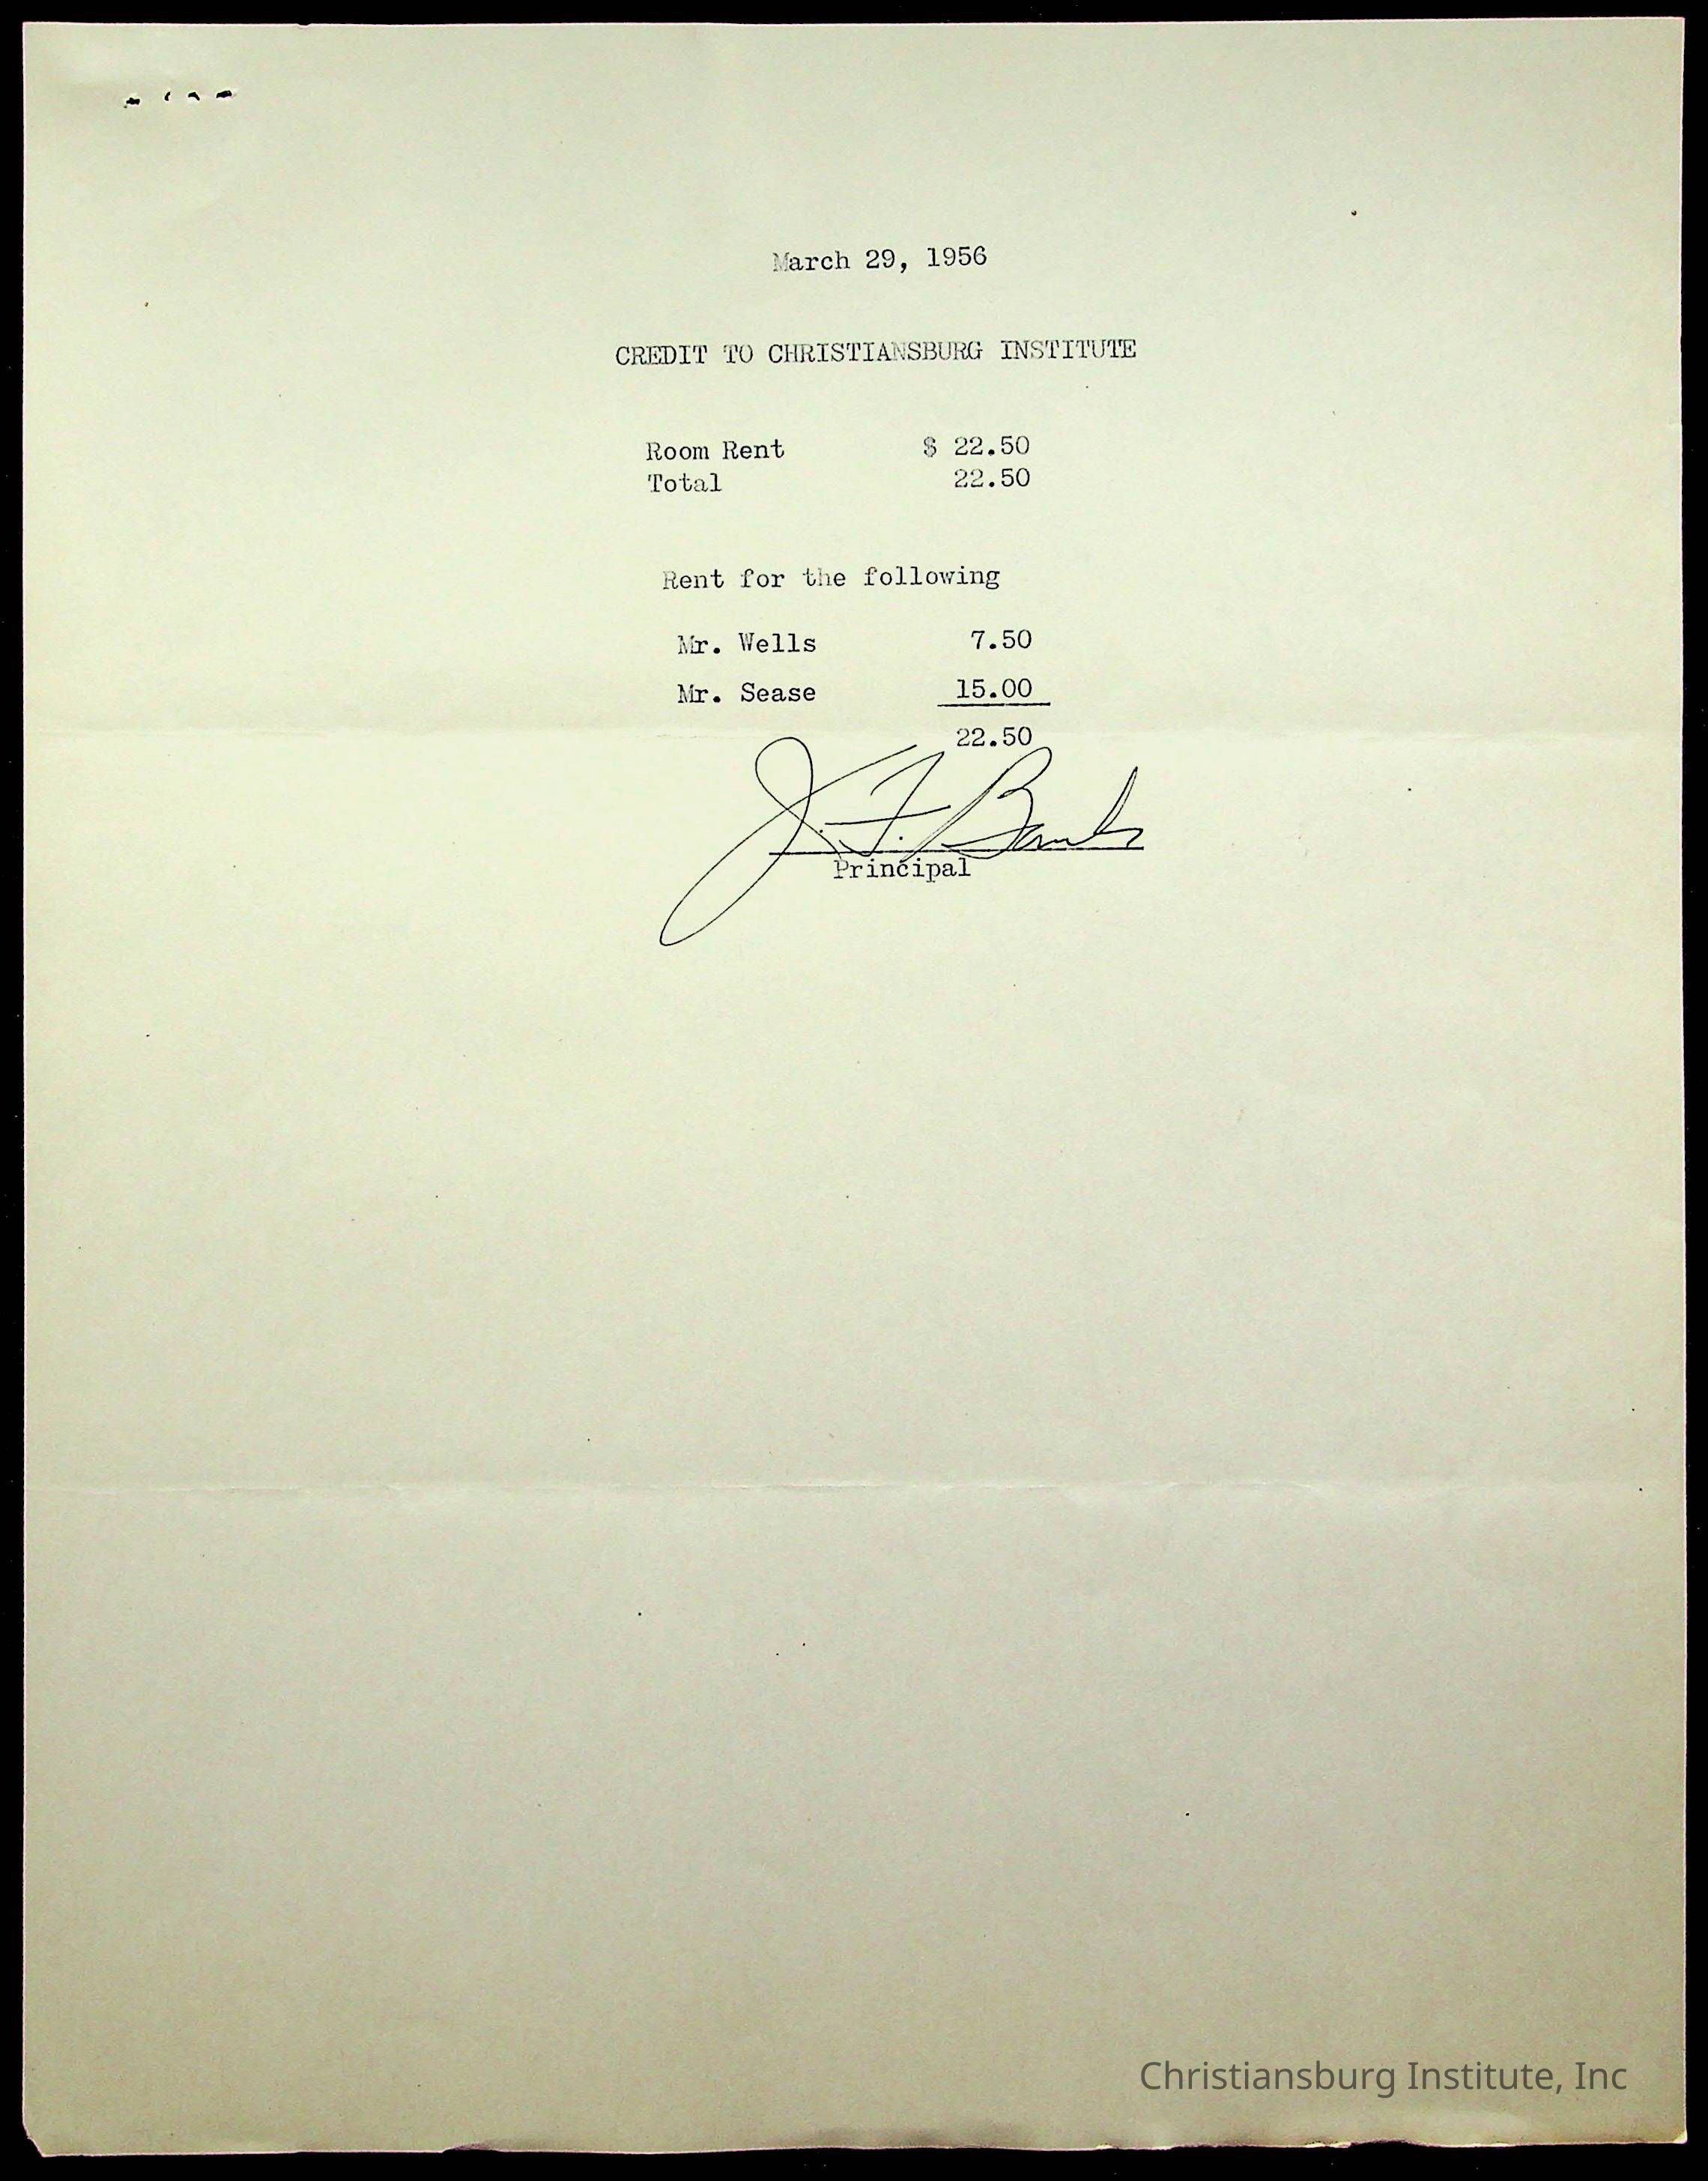 March 29, 1956
CREDIT TO CHRISTIANSBURG INSTITUTE
Room Rent $ 22.50
Total 22.50
Rent for the following
Mr. Wells 7.50
Mr. Sease 15.00
22.50
J. F. Banks
Principal
Christiansburg Institute, Inc